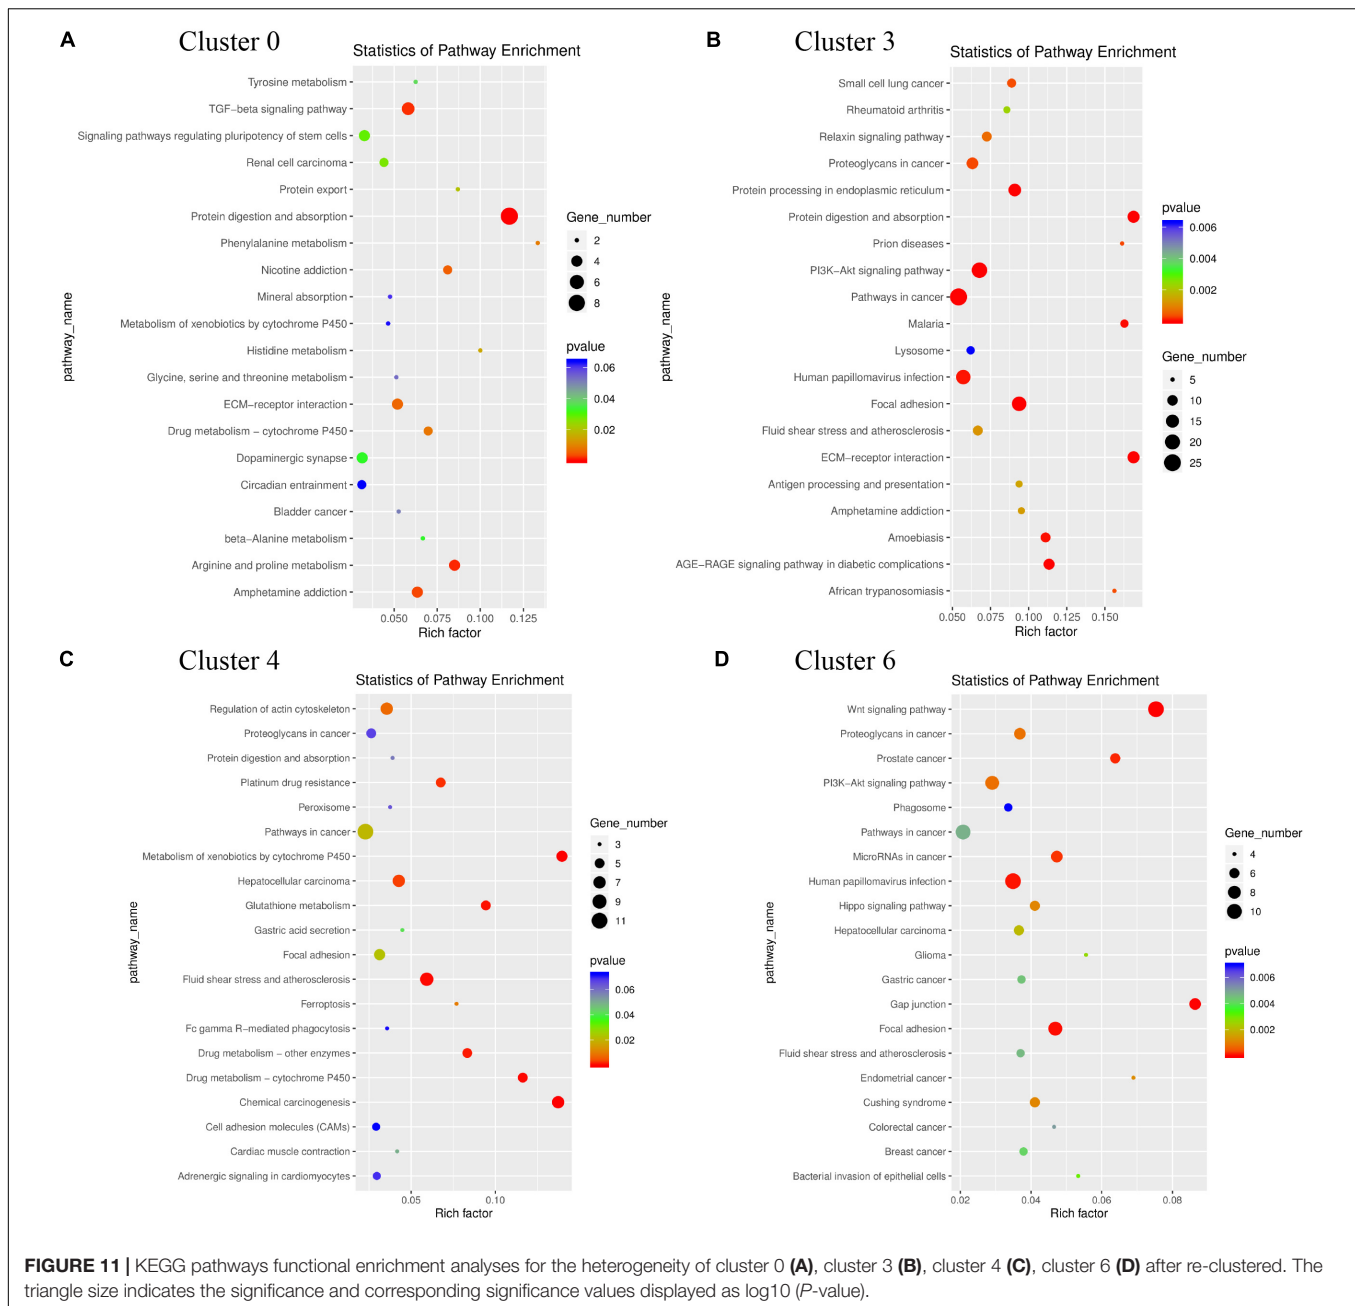 A
Cluster 0
Statistics of Pathway Enrichment
pathway_name
Tyrosine metabolism
TGF−beta signaling pathway
Signaling pathways regulating pluripotency of stem cells
Renal cell carcinoma
Protein export
Protein digestion and absorption
Phenylalanine metabolism
Nicotine addiction
Mineral absorption
Metabolism of xenobiotics by cytochrome P450
Histidine metabolism
Glycine, serine and threonine metabolism
ECM−receptor interaction
Drug metabolism − cytochrome P450
Dopaminergic synapse
Circadian entrainment
Bladder cancer
beta−Alanine metabolism
Arginine and proline metabolism
Amphetamine addiction
0.050 0.075 0.100 0.125
Rich factor
Gene_number
2
4
6
8
pvalue
0.06
0.04
0.02
B
Cluster 3
Statistics of Pathway Enrichment
pathway_name
Small cell lung cancer
Rheumatoid arthritis
Relaxin signaling pathway
Proteoglycans in cancer
Protein processing in endoplasmic reticulum
Protein digestion and absorption
Prion diseases
PI3K−Akt signaling pathway
Pathways in cancer
Malaria
Lysosome
Human papillomavirus infection
Focal adhesion
Fluid shear stress and atherosclerosis
ECM−receptor interaction
Antigen processing and presentation
Amphetamine addiction
Amoebiasis
AGE−RAGE signaling pathway in diabetic complications
African trypanosomiasis
0.050 0.075 0.100 0.125 0.150
Rich factor
pvalue
0.006
0.004
0.002
Gene_number
5
10
15
20
25
C
Cluster 4
Statistics of Pathway Enrichment
pathway_name
Regulation of actin cytoskeleton
Proteoglycans in cancer
Protein digestion and absorption
Platinum drug resistance
Peroxisome
Pathways in cancer
Metabolism of xenobiotics by cytochrome P450
Hepatocellular carcinoma
Glutathione metabolism
Gastric acid secretion
Focal adhesion
Fluid shear stress and atherosclerosis
Ferroptosis
Fc gamma R−mediated phagocytosis
Drug metabolism − other enzymes
Drug metabolism − cytochrome P450
Chemical carcinogenesis
Cell adhesion molecules (CAMs)
Cardiac muscle contraction
Adrenergic signaling in cardiomyocytes
0.05 0.10
Rich factor
Gene_number
3
5
7
9
11
pvalue
0.06
0.04
0.02
D
Cluster 6
Statistics of Pathway Enrichment
pathway_name
Wnt signaling pathway
Proteoglycans in cancer
Prostate cancer
PI3K−Akt signaling pathway
Phagosome
Pathways in cancer
MicroRNAs in cancer
Human papillomavirus infection
Hippo signaling pathway
Hepatocellular carcinoma
Glioma
Gastric cancer
Gap junction
Focal adhesion
Fluid shear stress and atherosclerosis
Endometrial cancer
Cushing syndrome
Colorectal cancer
Breast cancer
Bacterial invasion of epithelial cells
0.02 0.04 0.06 0.08
Rich factor
Gene_number
4
6
8
10
pvalue
0.006
0.004
0.002
FIGURE 11 | KEGG pathways functional enrichment analyses for the heterogeneity of cluster 0 (A), cluster 3 (B), cluster 4 (C), cluster 6 (D) after re-clustered. The
triangle size indicates the significance and corresponding significance values displayed as log10 (P-value).